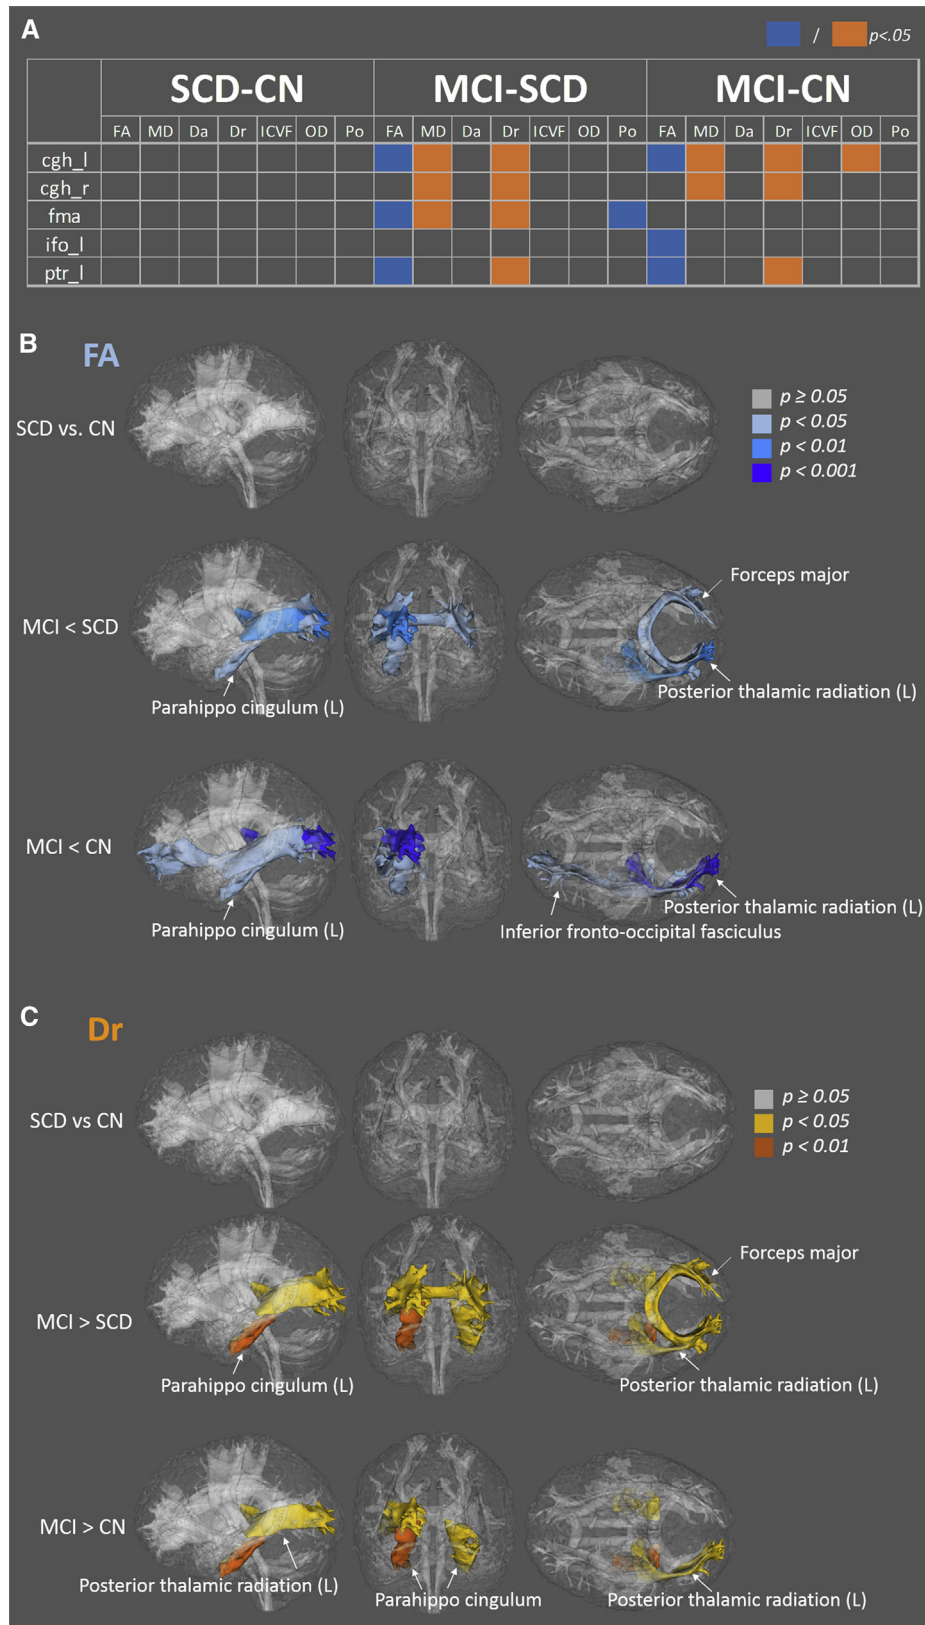 A
/ p<.05
SCD-CN MCI-SCD MCI-CN
FA MD Da Dr ICVF OD Po FA MD Da Dr ICVF OD Po FA MD Da Dr ICVF OD Po
cgh_l
cgh_r
fma
ifo_l
ptr_l
B
FA
SCD vs. CN
p ≥ 0.05
p < 0.05
p < 0.01
p < 0.001
MCI < SCD
Forceps major
Posterior thalamic radiation (L)
Parahippo cingulum (L)
MCI < CN
Posterior thalamic radiation (L)
Parahippo cingulum (L)
Inferior fronto-occipital fasciculus
C
Dr
SCD vs CN
p ≥ 0.05
p < 0.05
p < 0.01
MCI > SCD
Forceps major
Parahippo cingulum (L)
Posterior thalamic radiation (L)
MCI > CN
Posterior thalamic radiation (L)
Parahippo cingulum
Posterior thalamic radiation (L)